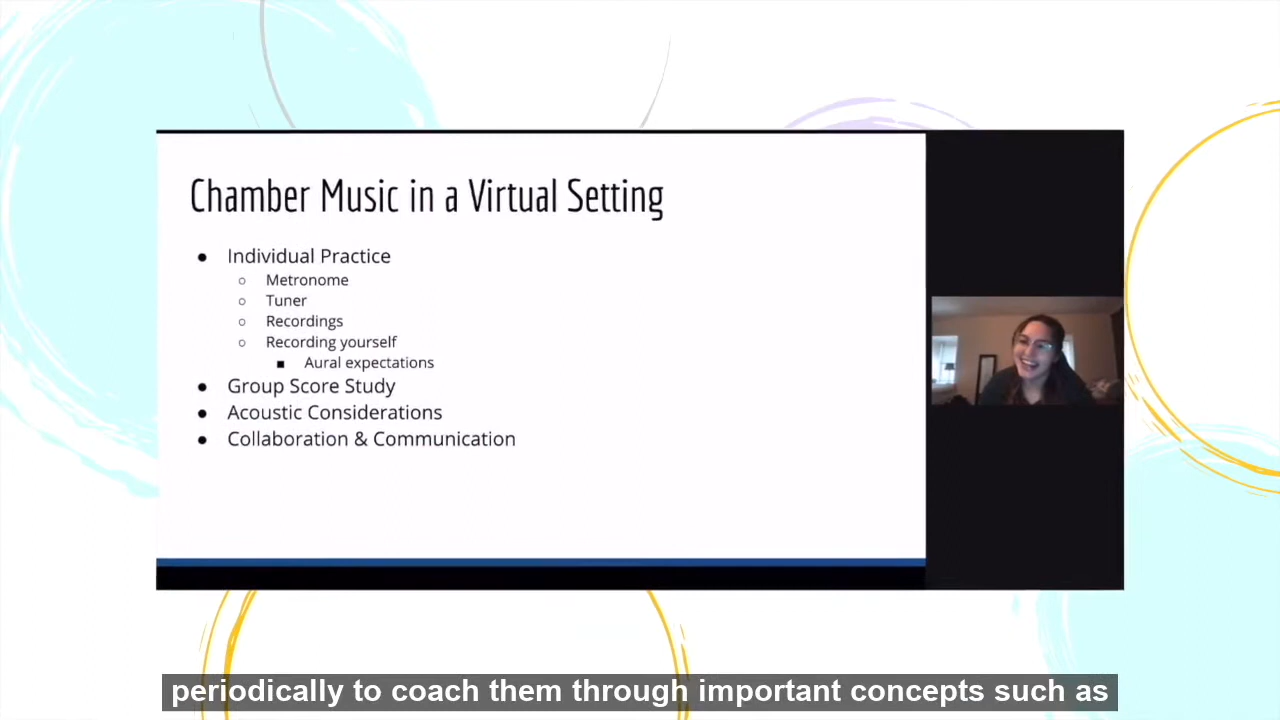 Chamber Music in a Virtual Setting
● Individual Practice
○ Metronome
○ Tuner
○ Recordings
○ Recording yourself
■ Aural expectations
● Group Score Study
● Acoustic Considerations
● Collaboration & Communication
periodically to coach them through important concepts such as